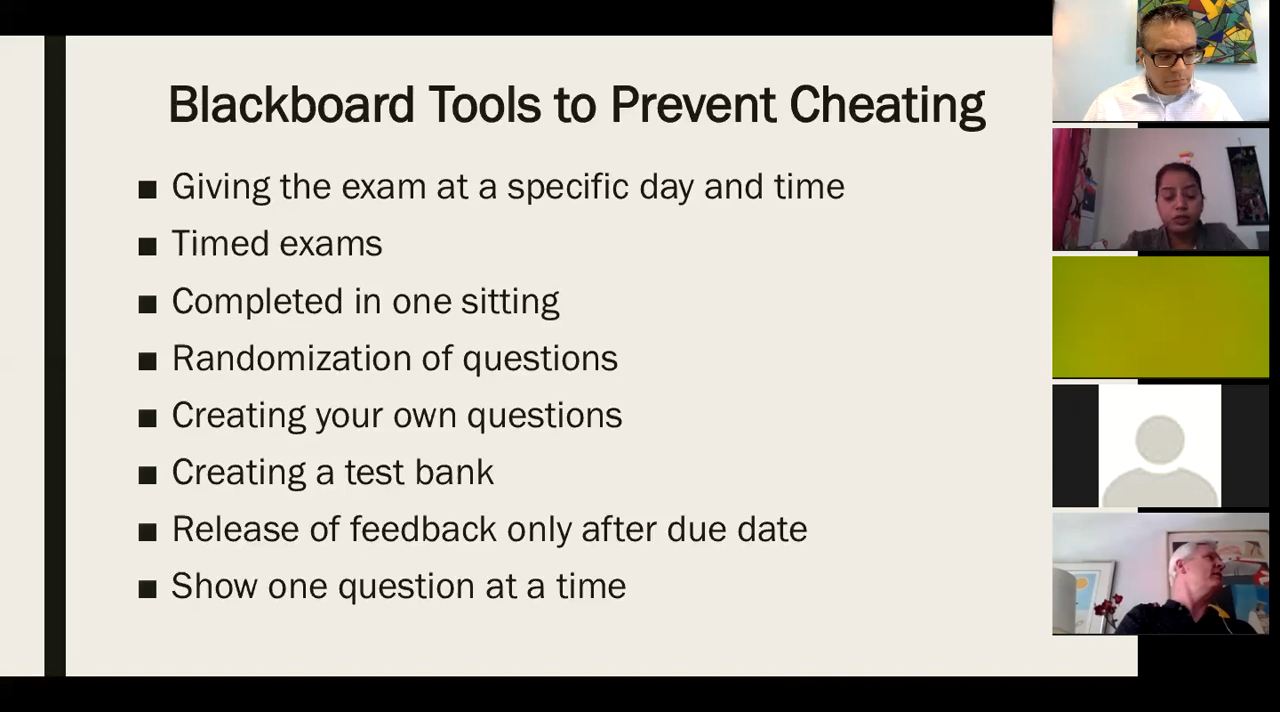 Blackboard Tools to Prevent Cheating
■ Giving the exam at a specific day and time
■ Timed exams
■ Completed in one sitting
■ Randomization of questions
■ Creating your own questions
■ Creating a test bank
■ Release of feedback only after due date
■ Show one question at a time